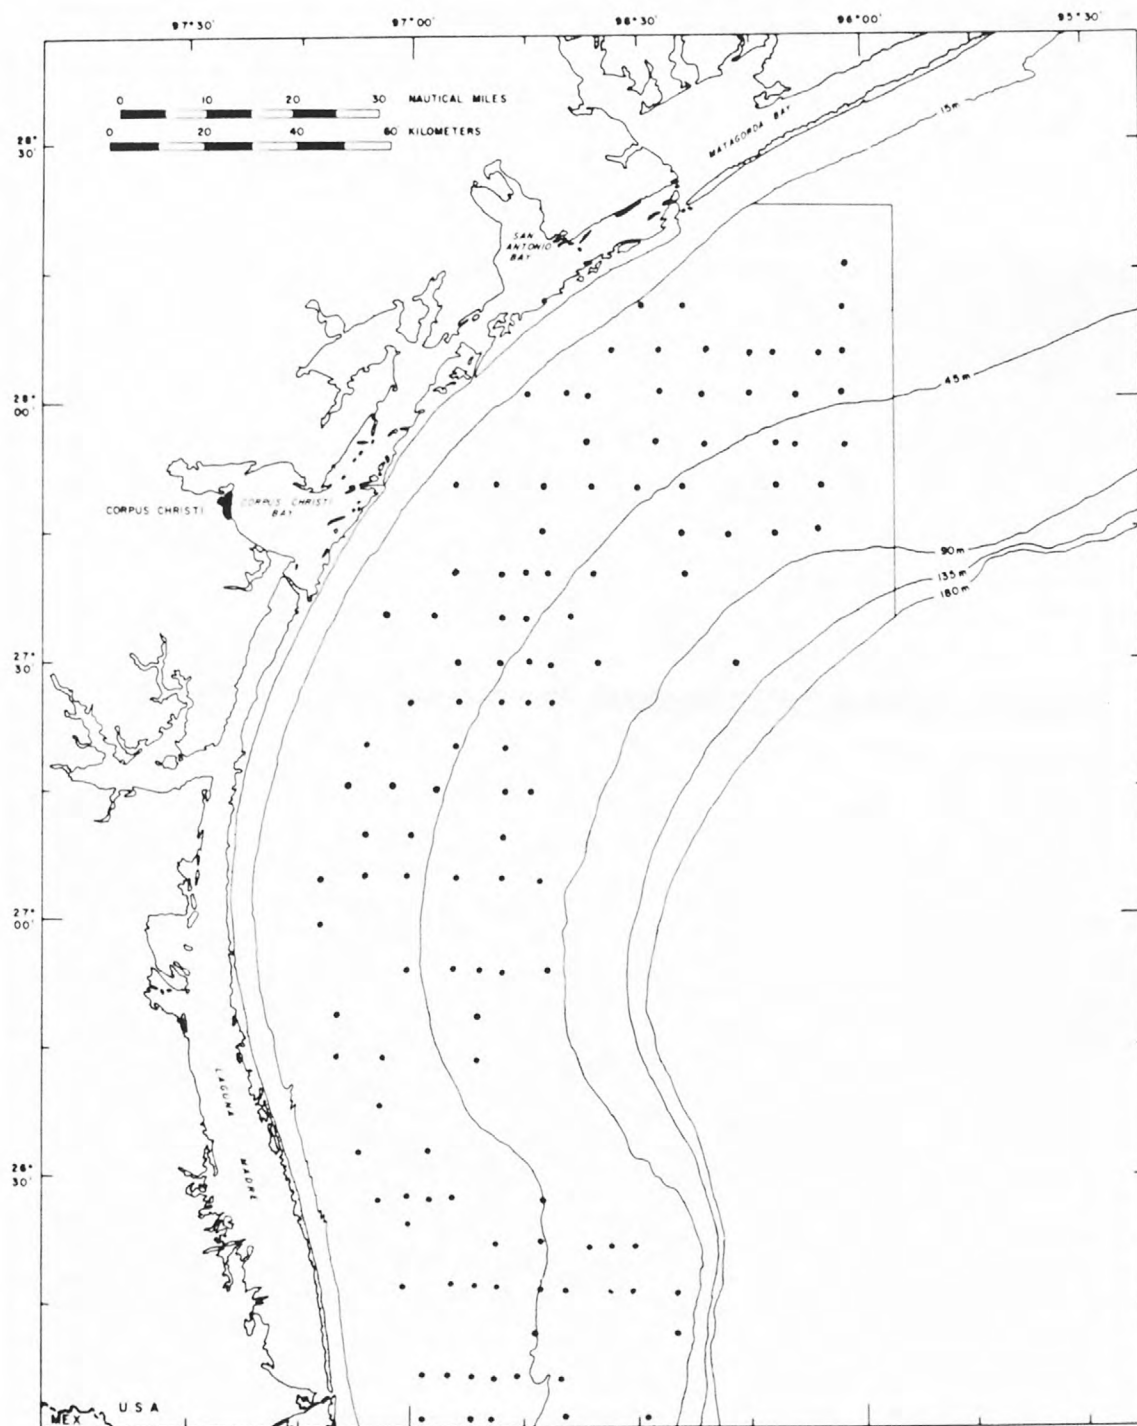 97°30' 97°00' 96°30' 96°00' 95°30'
0 10 20 30 NAUTICAL MILES
0 20 40 60 KILOMETERS
28°
30'
MATAGORDA BAY
15m
SAN
ANTONIO
BAY
45m
28°
00'
CORPUS CHRISTI
CORPUS CHRISTI
BAY
90m
135m
180m
27°
30'
27°
00'
LAGUNA
MADRE
26°
30'
USA
MEX